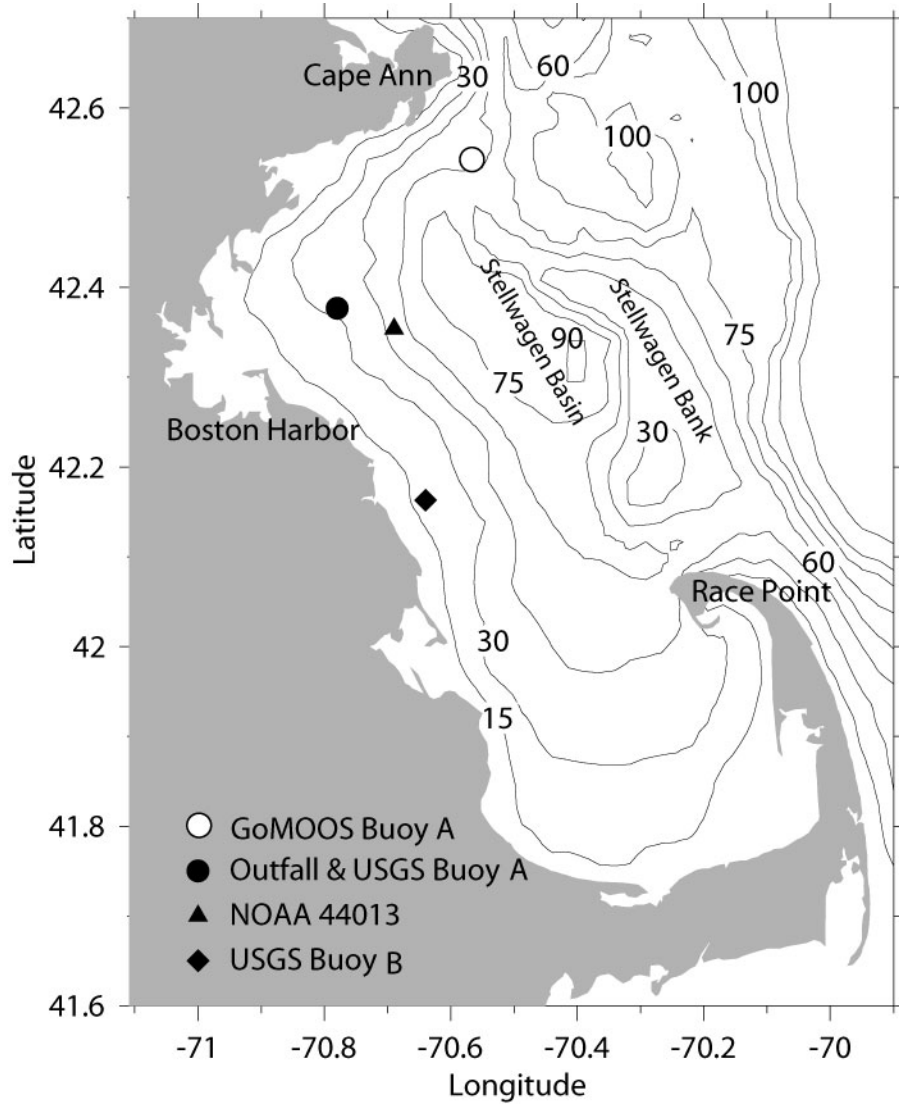 Cape Ann
30
60
100
100
42.6
Stellwagen Basin
Stellwagen Bank
42.4
90
75
75
Boston Harbor
30
42.2
Latitude
60
Race Point
42
30
15
41.8
GoMOOS Buoy A
Outfall & USGS Buoy A
NOAA 44013
USGS Buoy B
41.6
-71
-70.8
-70.6
-70.4
-70.2
-70
Longitude